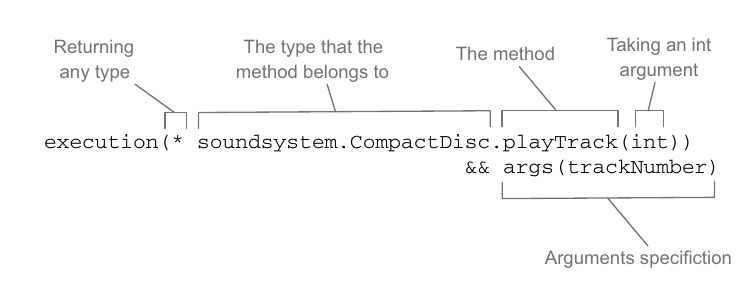 Returning
any type
The type that the
method belongs to
The method
Taking an int
argument
execution(* soundsystem.CompactDisc.playTrack(int))
&& args(trackNumber)
Arguments specifiction